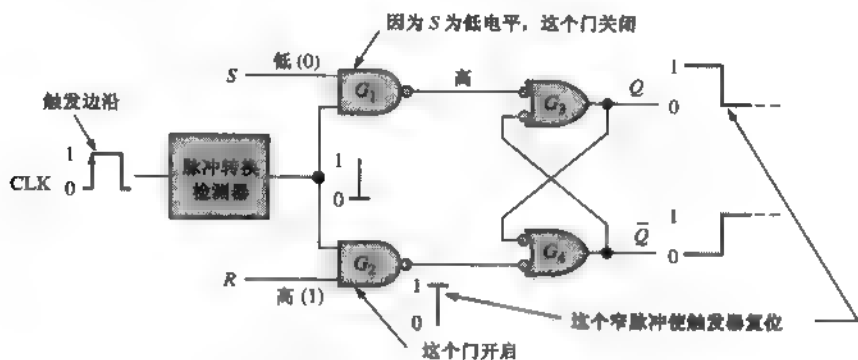 因为 S 为低电平，这个门关闭
低 (0)
S
G₁
高
G₃
Q
1
0
触发边沿
1
CLK
0
脉冲转换
检测器
1
0
G₂
R
高 (1)
G₄
Q̄
1
0
1
0
这个窄脉冲使触发器复位
这个门开启